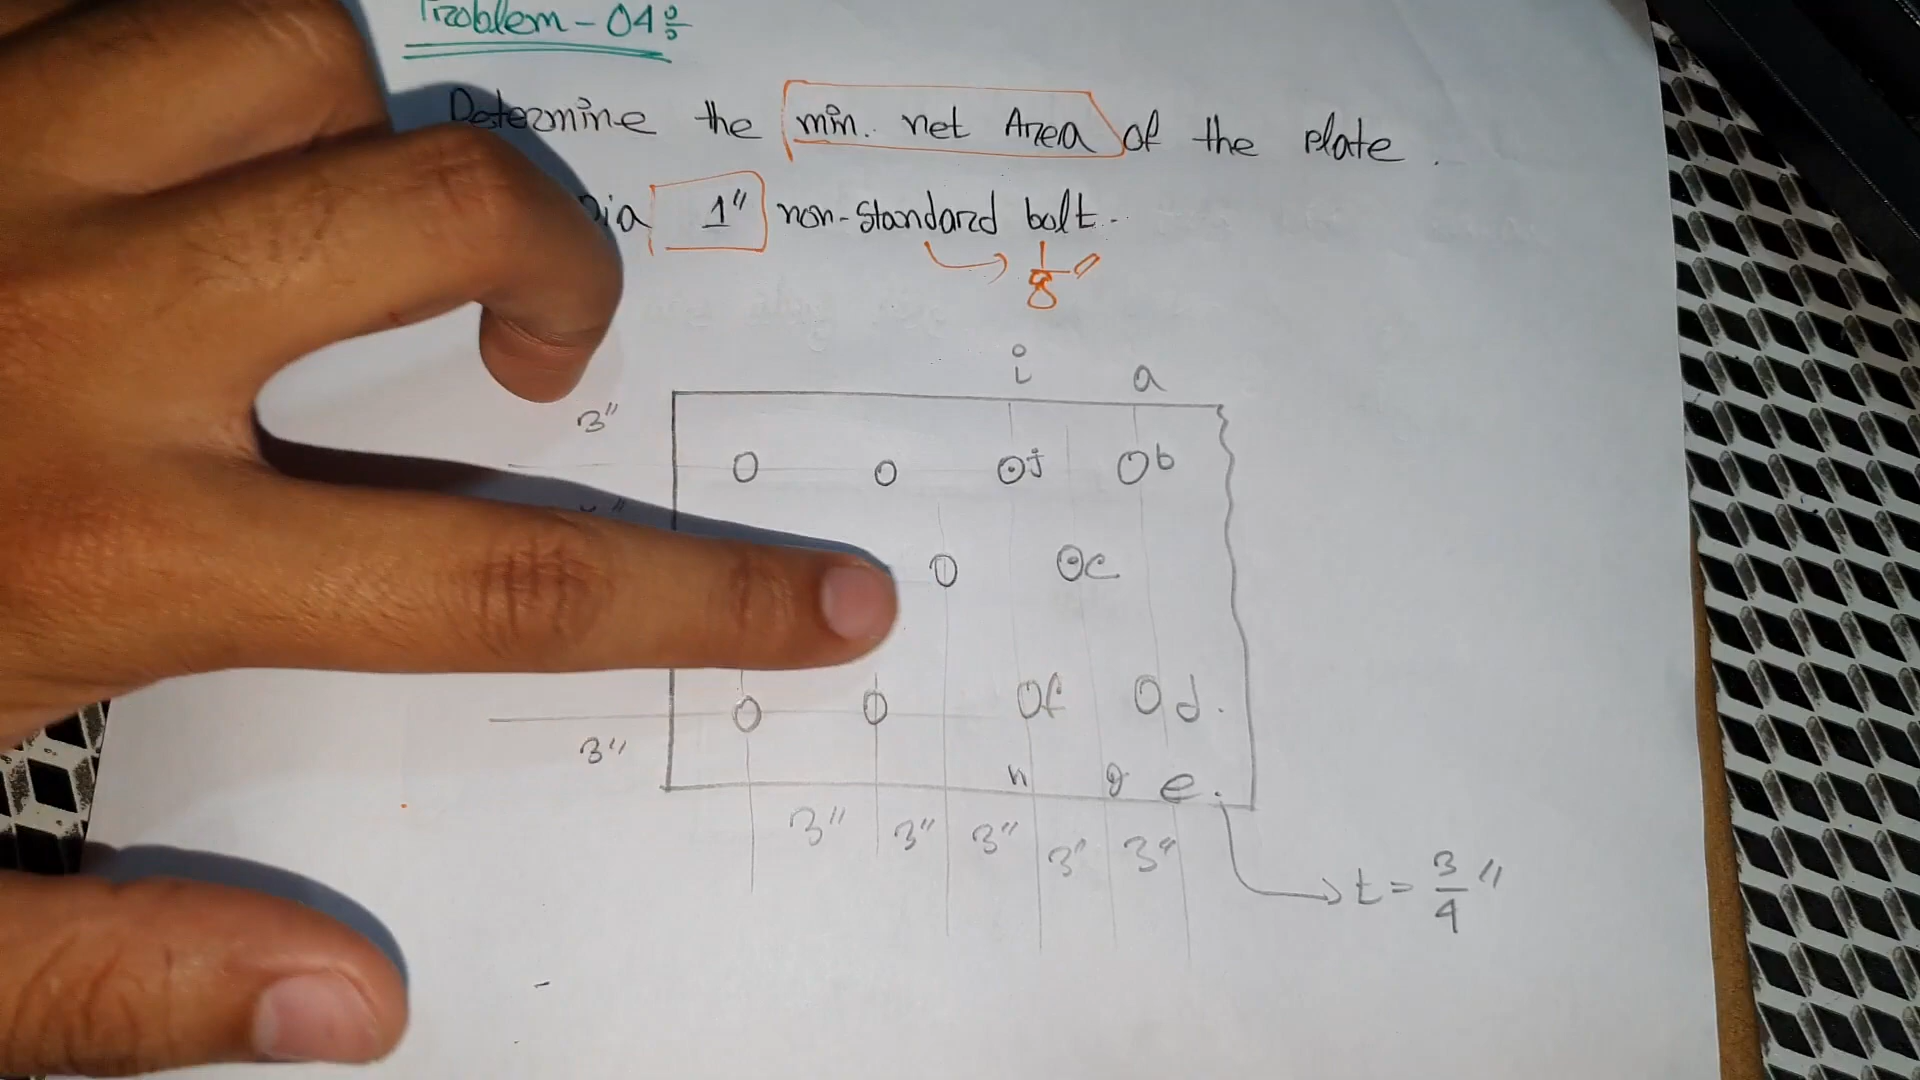 Problem - 04:
Determine the min. net Area of the plate.
Dia 1" non-standard bolt.
1/8"
i a
3"
j b
c
f d.
3"
h g e.
3" 3" 3" 3" 3"
t = 3/4"